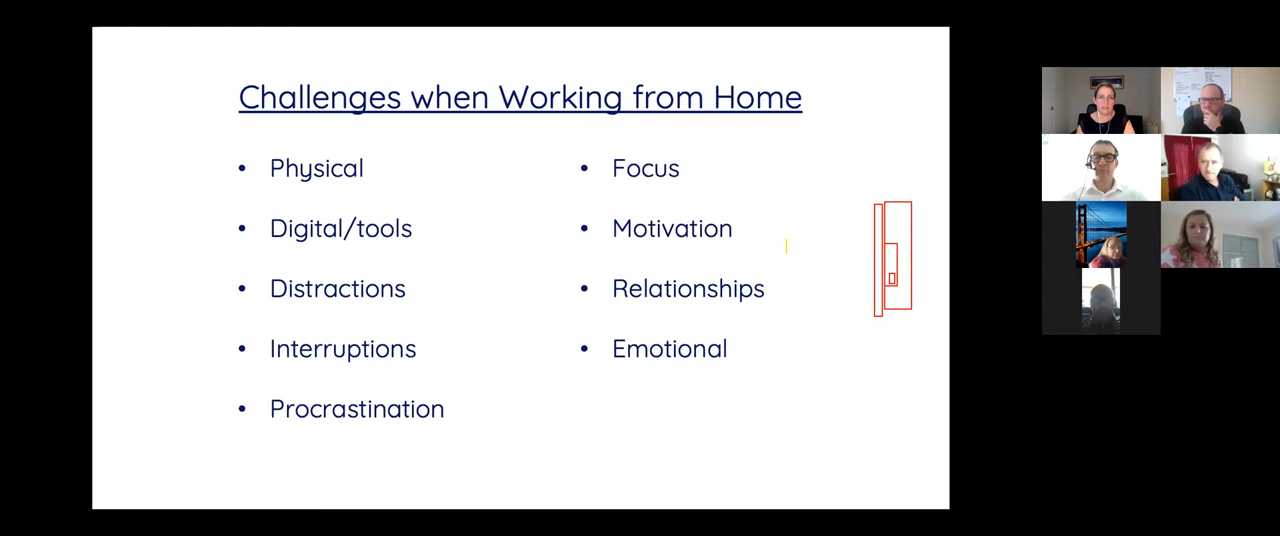 Challenges when Working from Home
• Physical
• Digital/tools
• Distractions
• Interruptions
• Procrastination
• Focus
• Motivation
• Relationships
• Emotional